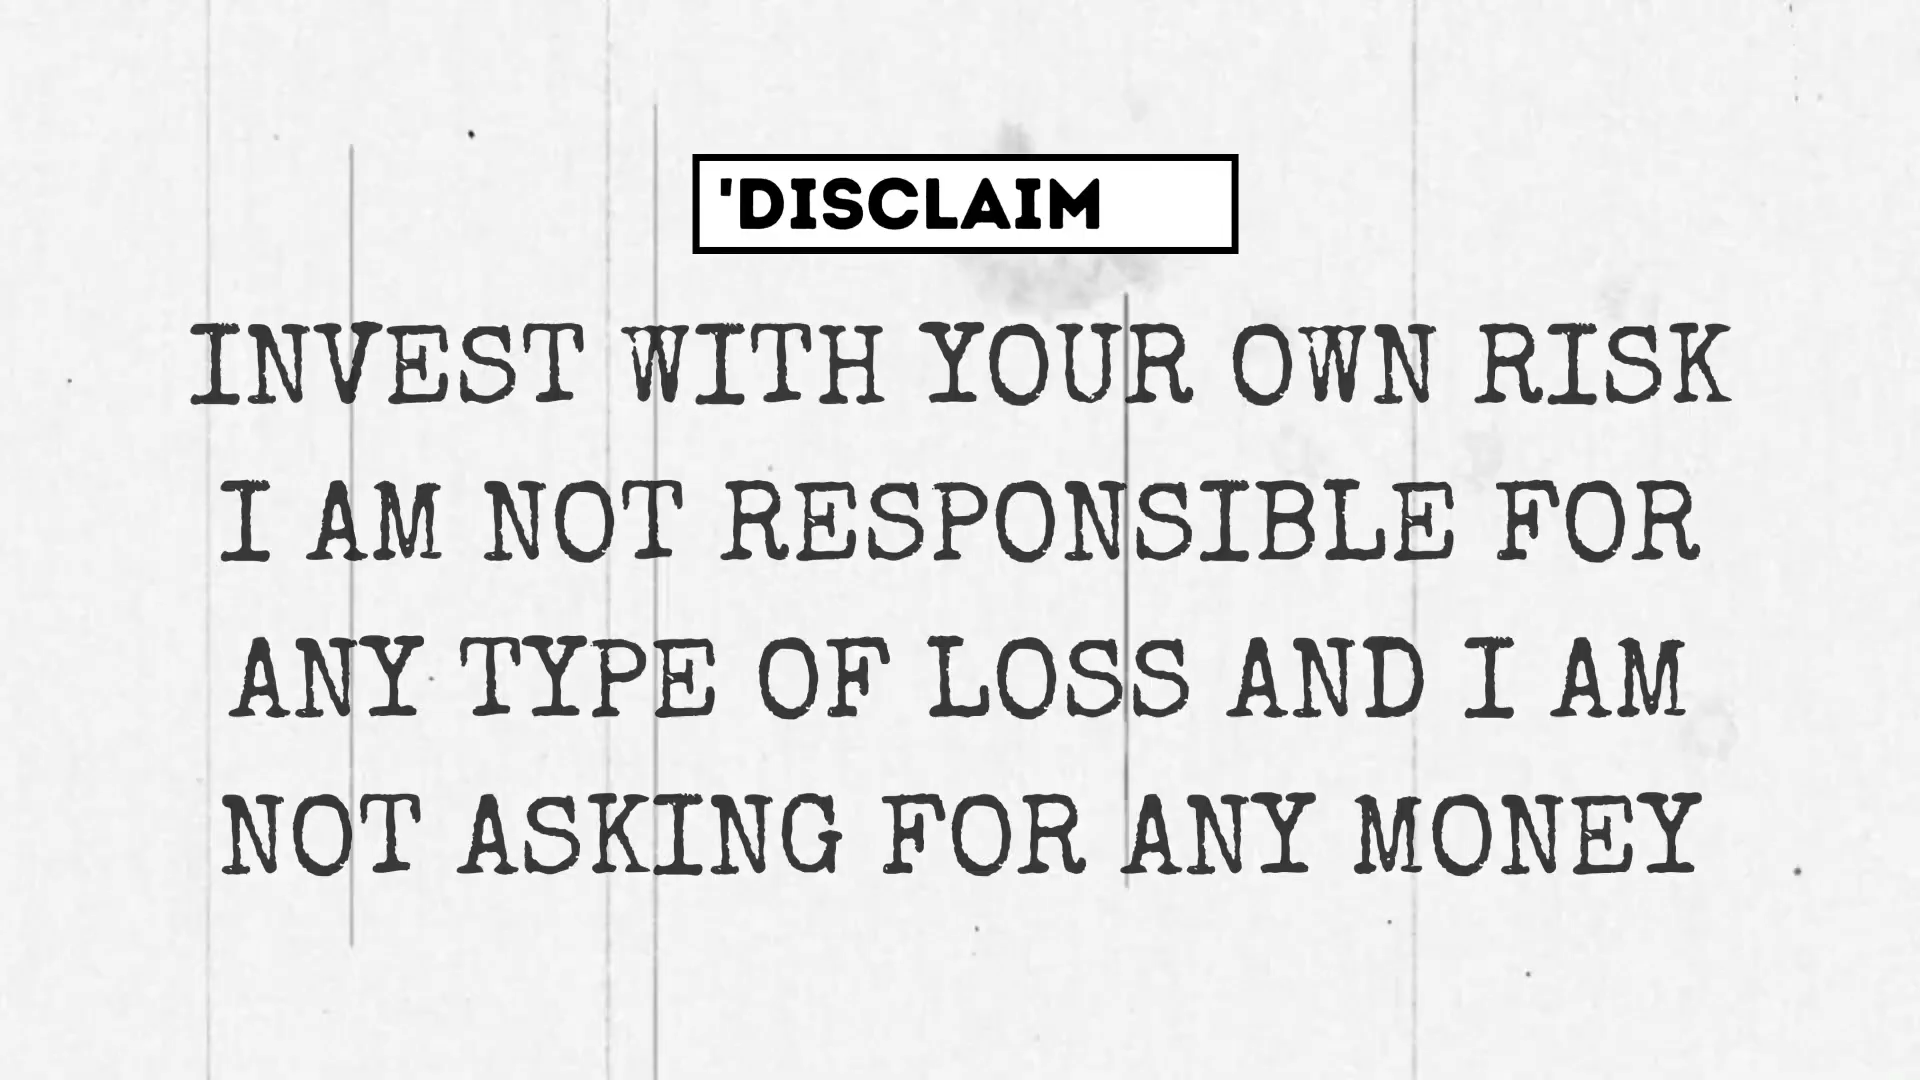 'DISCLAIM
INVEST WITH YOUR OWN RISK
I AM NOT RESPONSIBLE FOR
ANY TYPE OF LOSS AND I AM
NOT ASKING FOR ANY MONEY